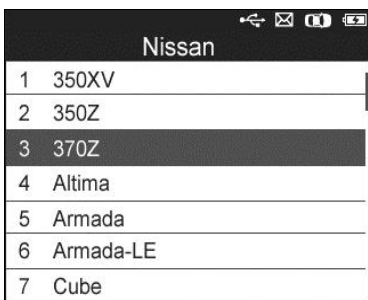 Nissan
1 350XV
2 350Z
3 370Z
4 Altima
5 Armada
6 Armada-LE
7 Cube